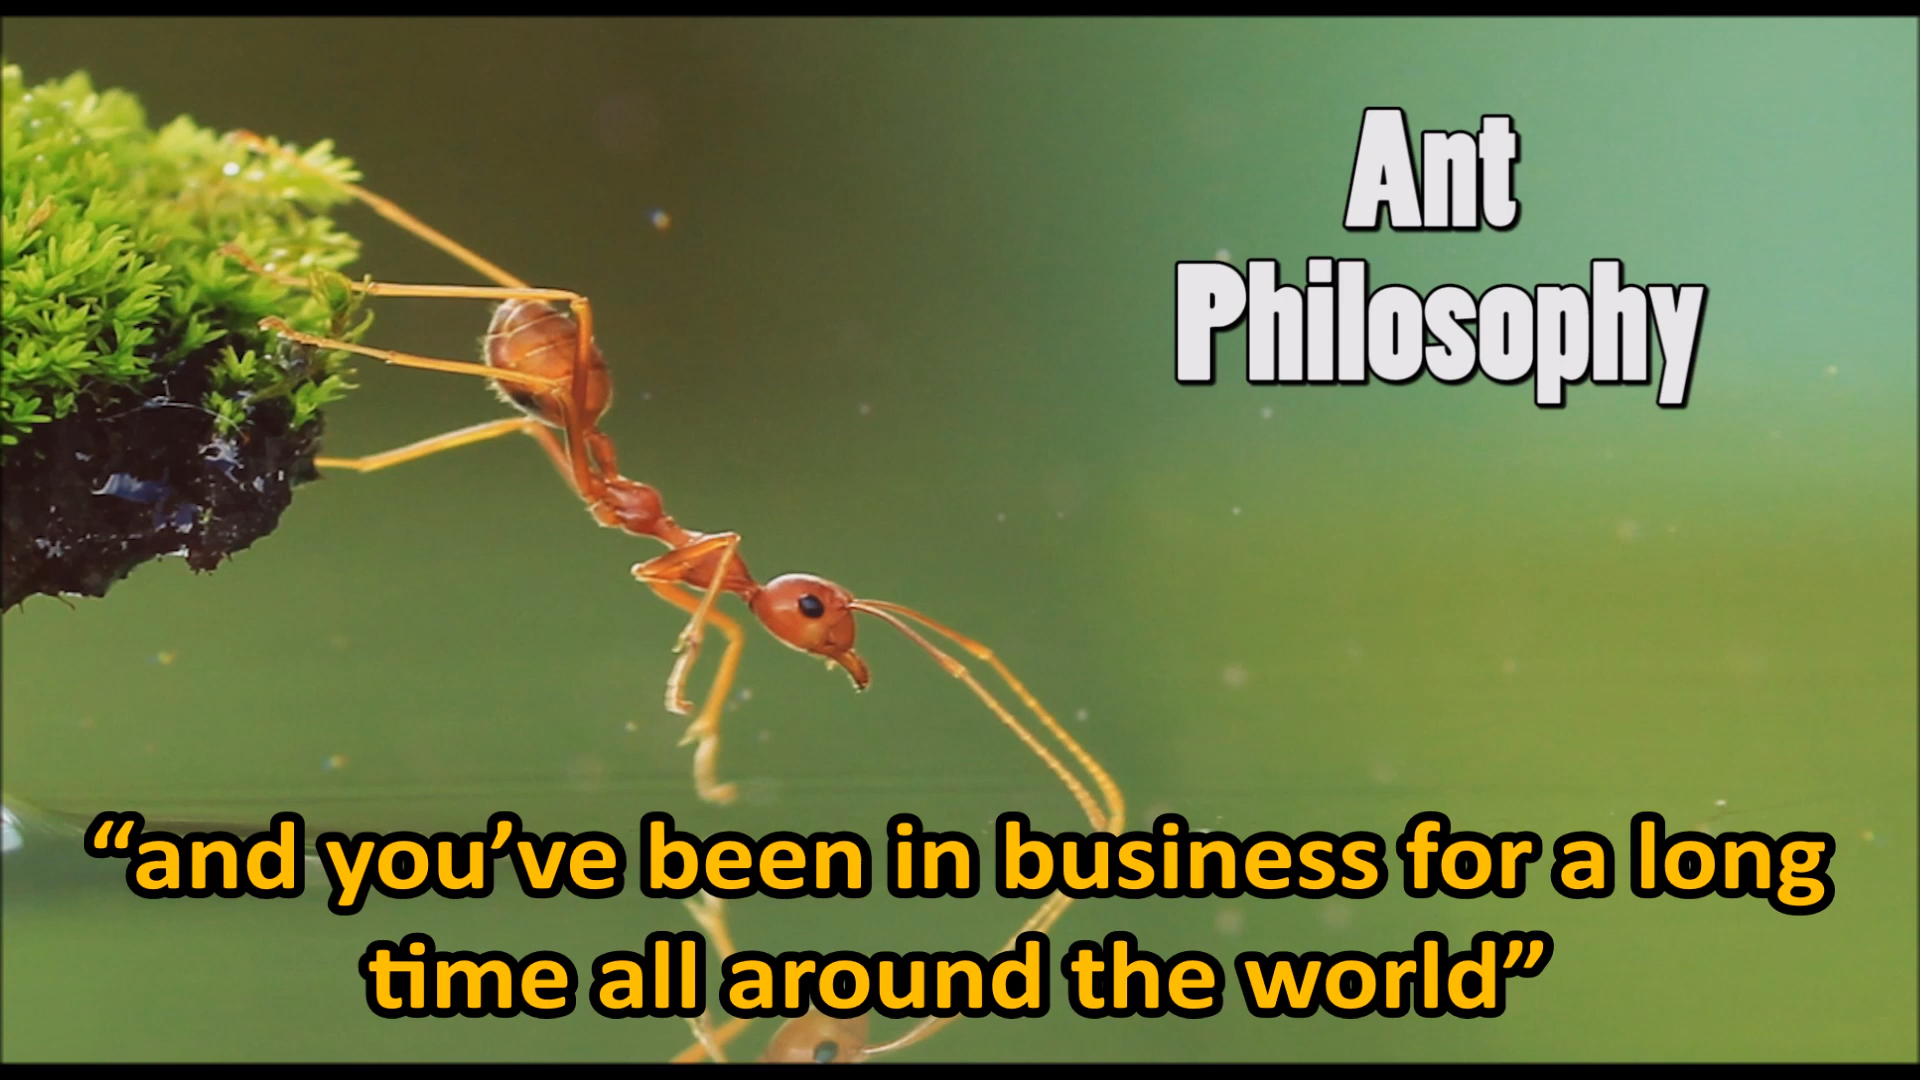 Ant
Philosophy
“and you’ve been in business for a long
time all around the world”